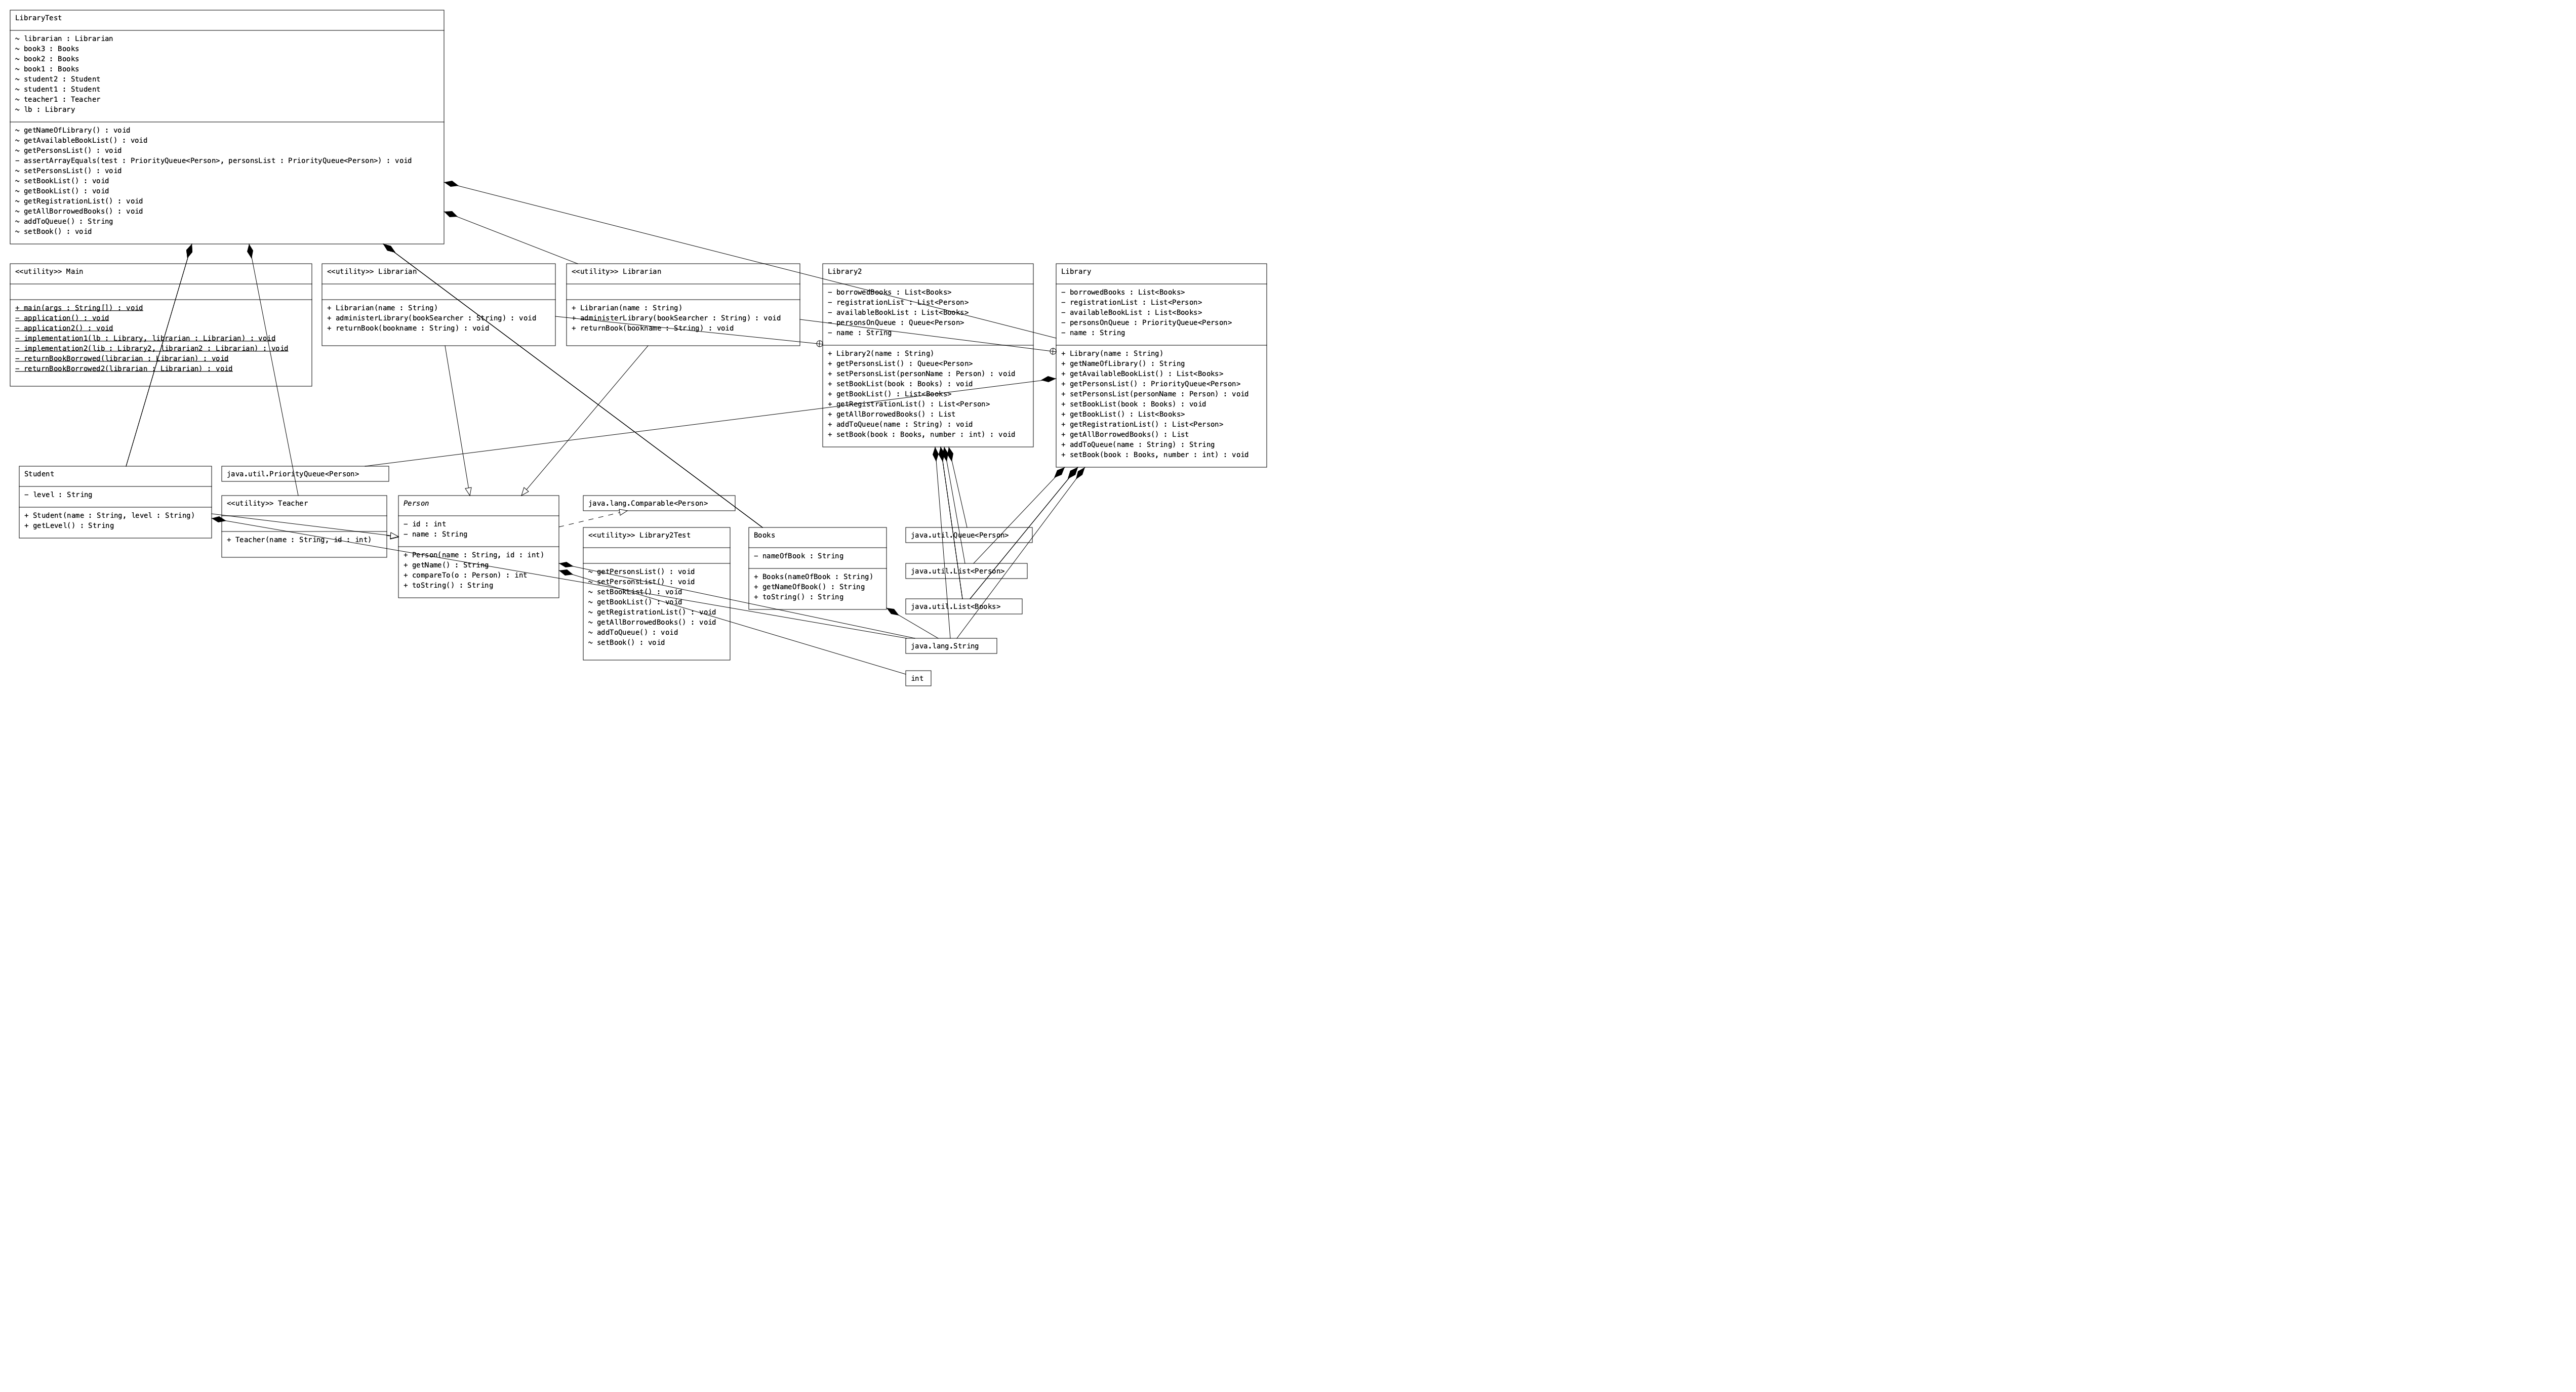 LibraryTest
~ librarian : Librarian
~ book3 : Books
~ book2 : Books
~ book1 : Books
~ student2 : Student
~ student1 : Student
~ teacher1 : Teacher
~ lb : Library
~ getNameOfLibrary() : void
~ getAvailableBookList() : void
~ getPersonsList() : void
− assertArrayEquals(test : PriorityQueue<Person>, personsList : PriorityQueue<Person>) : void
~ setPersonsList() : void
~ setBookList() : void
~ getBookList() : void
~ getRegistrationList() : void
~ getAllBorrowedBooks() : void
~ addToQueue() : String
~ setBook() : void
<<utility>> Main
+ main(args : String[]) : void
− application() : void
− application2() : void
− implementation1(lb : Library, librarian : Librarian) : void
− implementation2(lb : Library2, librarian2 : Librarian) : void
− returnBookBorrowed(librarian : Librarian) : void
− returnBookBorrowed2(librarian : Librarian) : void
<<utility>> Librarian
+ Librarian(name : String)
+ administerLibrary(bookSearcher : String) : void
+ returnBook(bookname : String) : void
<<utility>> Librarian
+ Librarian(name : String)
+ administerLibrary(bookSearcher : String) : void
+ returnBook(bookname : String) : void
Library2
− borrowedBooks : List<Books>
− registrationList : List<Person>
− availableBookList : List<Books>
− personsOnQueue : Queue<Person>
− name : String
+ Library2(name : String)
+ getPersonsList() : Queue<Person>
+ setPersonsList(personName : Person) : void
+ setBookList(book : Books) : void
+ getBookList() : List<Books>
+ getRegistrationList() : List<Person>
+ getAllBorrowedBooks() : List
+ addToQueue(name : String) : void
+ setBook(book : Books, number : int) : void
Library
− borrowedBooks : List<Books>
− registrationList : List<Person>
− availableBookList : List<Books>
− personsOnQueue : PriorityQueue<Person>
− name : String
+ Library(name : String)
+ getNameOfLibrary() : String
+ getAvailableBookList() : List<Books>
+ getPersonsList() : PriorityQueue<Person>
+ setPersonsList(personName : Person) : void
+ setBookList(book : Books) : void
+ getBookList() : List<Books>
+ getRegistrationList() : List<Person>
+ getAllBorrowedBooks() : List
+ addToQueue(name : String) : String
+ setBook(book : Books, number : int) : void
Student
− level : String
+ Student(name : String, level : String)
+ getLevel() : String
java.util.PriorityQueue<Person>
<<utility>> Teacher
+ Teacher(name : String, id : int)
Person
− id : int
− name : String
+ Person(name : String, id : int)
+ getName() : String
+ compareTo(o : Person) : int
+ toString() : String
java.lang.Comparable<Person>
<<utility>> Library2Test
~ getPersonsList() : void
~ setPersonsList() : void
~ setBookList() : void
~ getBookList() : void
~ getRegistrationList() : void
~ getAllBorrowedBooks() : void
~ addToQueue() : void
~ setBook() : void
Books
− nameOfBook : String
+ Books(nameOfBook : String)
+ getNameOfBook() : String
+ toString() : String
java.util.Queue<Person>
java.util.List<Person>
java.util.List<Books>
java.lang.String
int